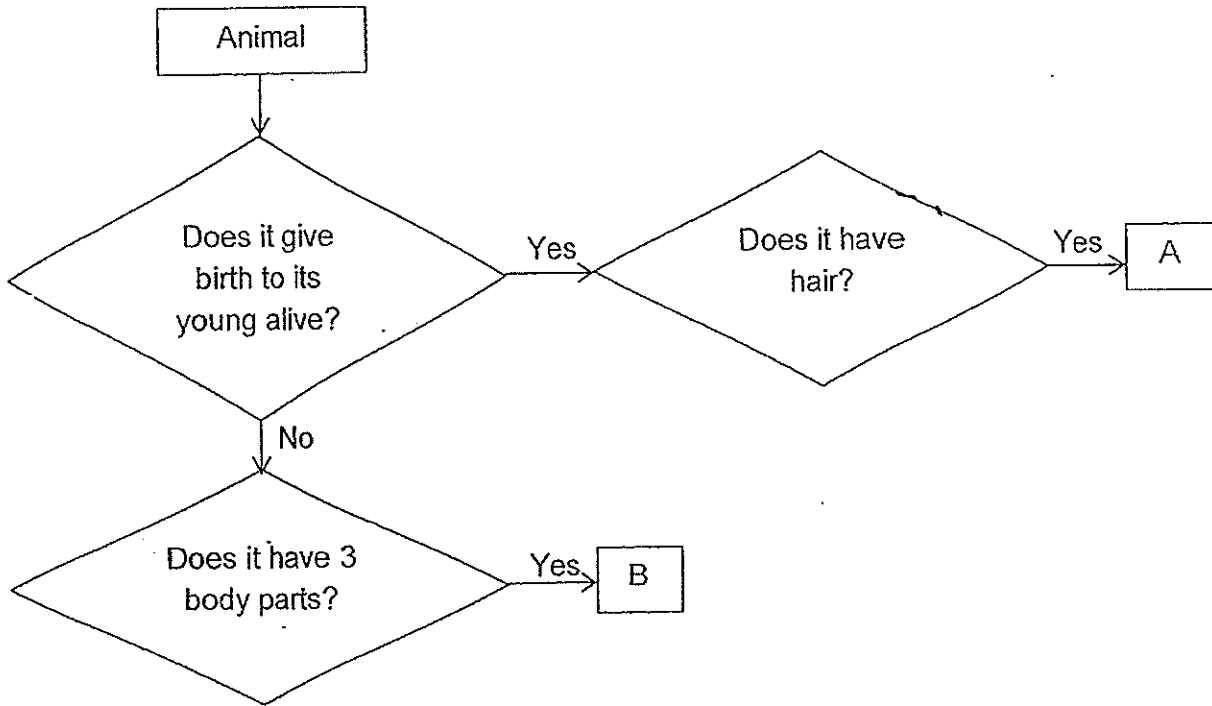 Animal
Does it give
birth to its
young alive?
Yes
Does it have
hair?
Yes
A
No
Does it have 3
body parts?
Yes
B